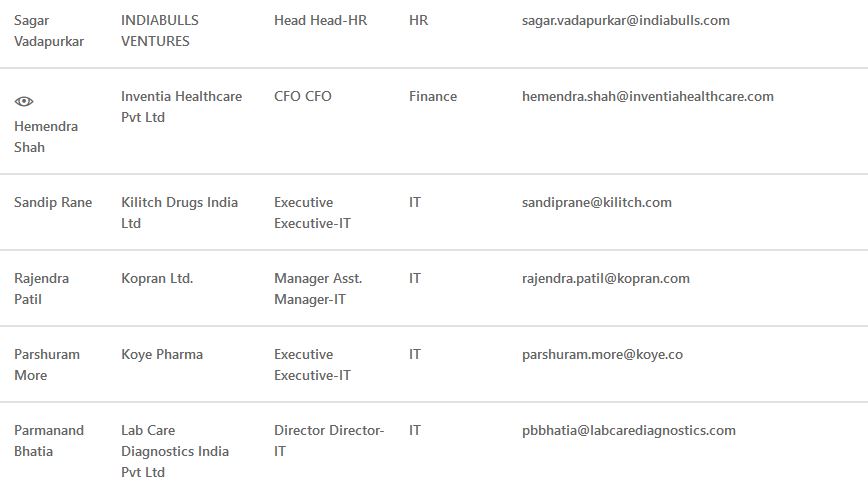 Sagar Vadapurkar
INDIABULLS VENTURES
Head Head-HR
HR
sagar.vadapurkar@indiabulls.com
Hemendra Shah
Inventia Healthcare Pvt Ltd
CFO CFO
Finance
hemendra.shah@inventiahealthcare.com
Sandip Rane
Kilitch Drugs India Ltd
Executive Executive-IT
IT
sandiprane@kilitch.com
Rajendra Patil
Kopran Ltd.
Manager Asst. Manager-IT
IT
rajendra.patil@kopran.com
Parshuram More
Koye Pharma
Executive Executive-IT
IT
parshuram.more@koye.co
Parmanand Bhatia
Lab Care Diagnostics India Pvt Ltd
Director Director-IT
IT
pbbhatia@labcarediagnostics.com